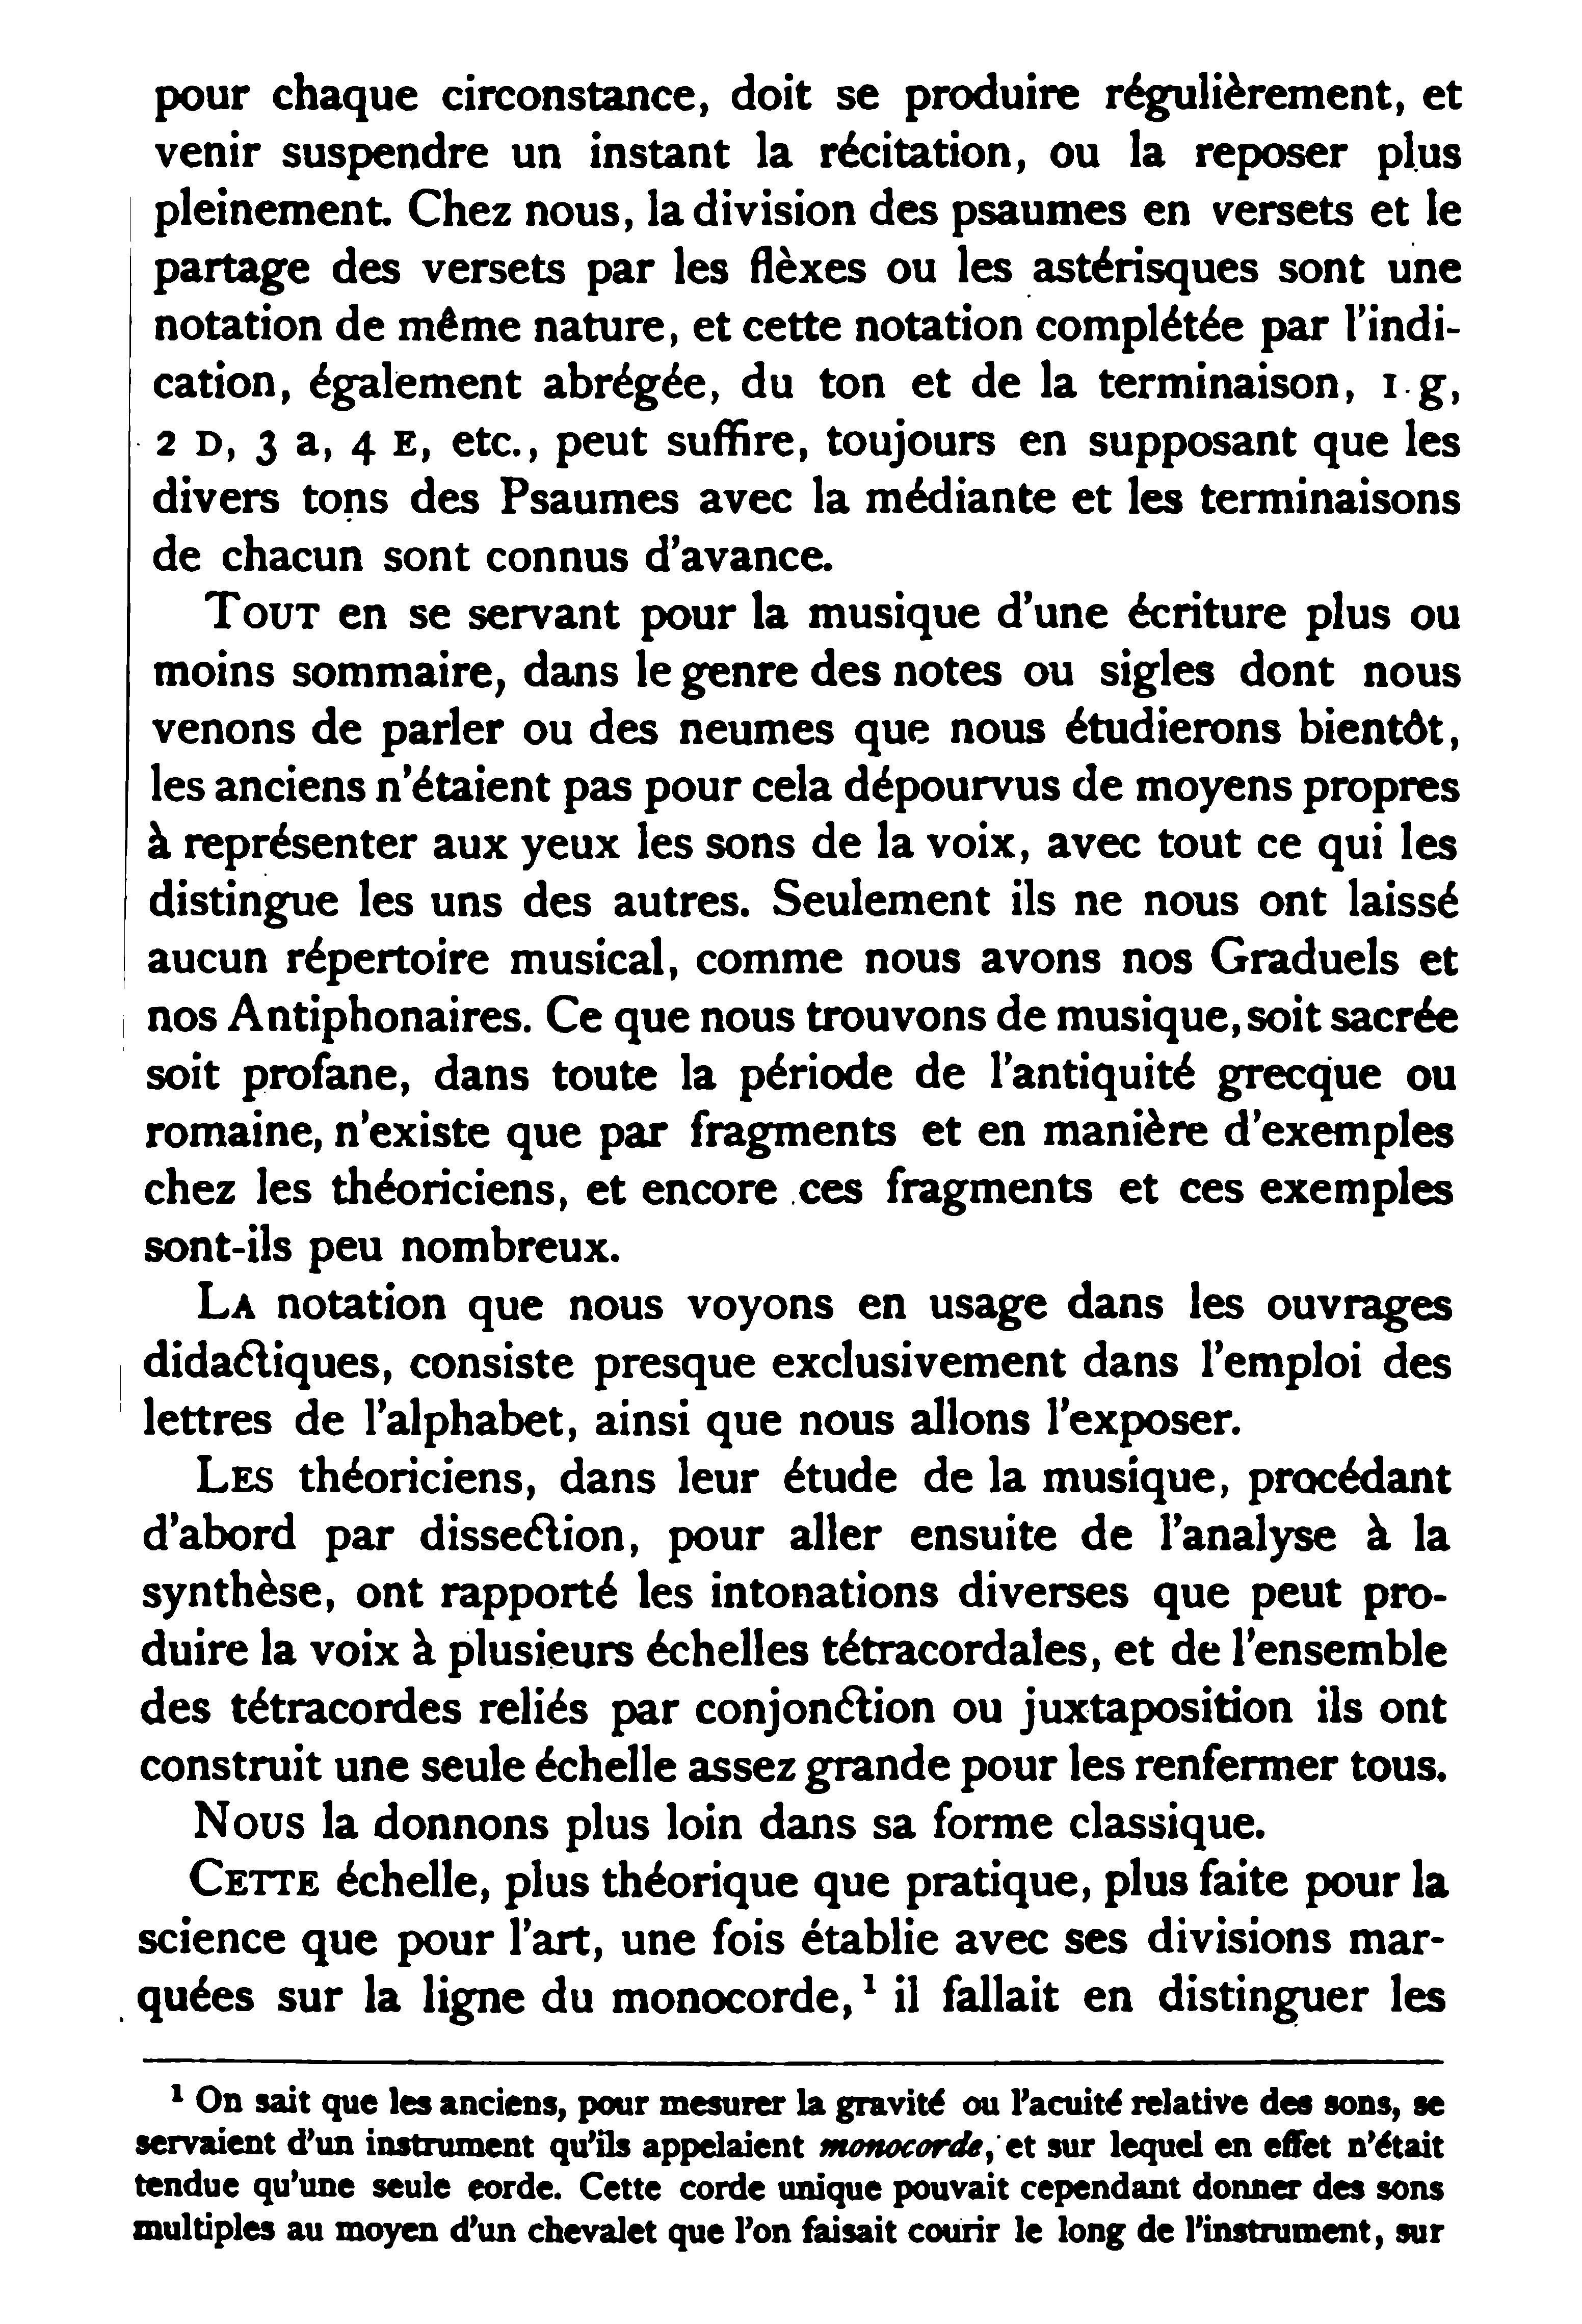 pour chaque circonstance, doit se produire régulièrement, et
venir suspendre un instant la récitation, ou la reposer plus
pleinement. Chez nous, la division des psaumes en versets et le
partage des versets par les flèxes ou les astérisques sont une
notation de même nature, et cette notation complétée par l'indi-
cation, également abrégée, du ton et de la terminaison, 1 g,
2 D, 3 a, 4 E, etc., peut suffire, toujours en supposant que les
divers tons des Psaumes avec la médiante et les terminaisons
de chacun sont connus d'avance.
TOUT en se servant pour la musique d'une écriture plus ou
moins sommaire, dans le genre des notes ou sigles dont nous
venons de parler ou des neumes que nous étudierons bientôt,
les anciens n'étaient pas pour cela dépourvus de moyens propres
à représenter aux yeux les sons de la voix, avec tout ce qui les
distingue les uns des autres. Seulement ils ne nous ont laissé
aucun répertoire musical, comme nous avons nos Graduels et
nos Antiphonaires. Ce que nous trouvons de musique, soit sacrée
soit profane, dans toute la période de l'antiquité grecque ou
romaine, n'existe que par fragments et en manière d'exemples
chez les théoriciens, et encore ces fragments et ces exemples
sont-ils peu nombreux.
LA notation que nous voyons en usage dans les ouvrages
didactiques, consiste presque exclusivement dans l'emploi des
lettres de l'alphabet, ainsi que nous allons l'exposer.
LES théoriciens, dans leur étude de la musique, procédant
d'abord par dissection, pour aller ensuite de l'analyse à la
synthèse, ont rapporté les intonations diverses que peut pro-
duire la voix à plusieurs échelles tétracordales, et de l'ensemble
des tétracordes reliés par conjonction ou juxtaposition ils ont
construit une seule échelle assez grande pour les renfermer tous.
NOUS la donnons plus loin dans sa forme classique.
CETTE échelle, plus théorique que pratique, plus faite pour la
science que pour l'art, une fois établie avec ses divisions mar-
quées sur la ligne du monocorde, ¹ il fallait en distinguer les
¹ On sait que les anciens, pour mesurer la gravité ou l'acuité relative des sons, se
servaient d'un instrument qu'ils appelaient monocorde, et sur lequel en effet n'était
tendue qu'une seule corde. Cette corde unique pouvait cependant donner des sons
multiples au moyen d'un chevalet que l'on faisait courir le long de l'instrument, sur